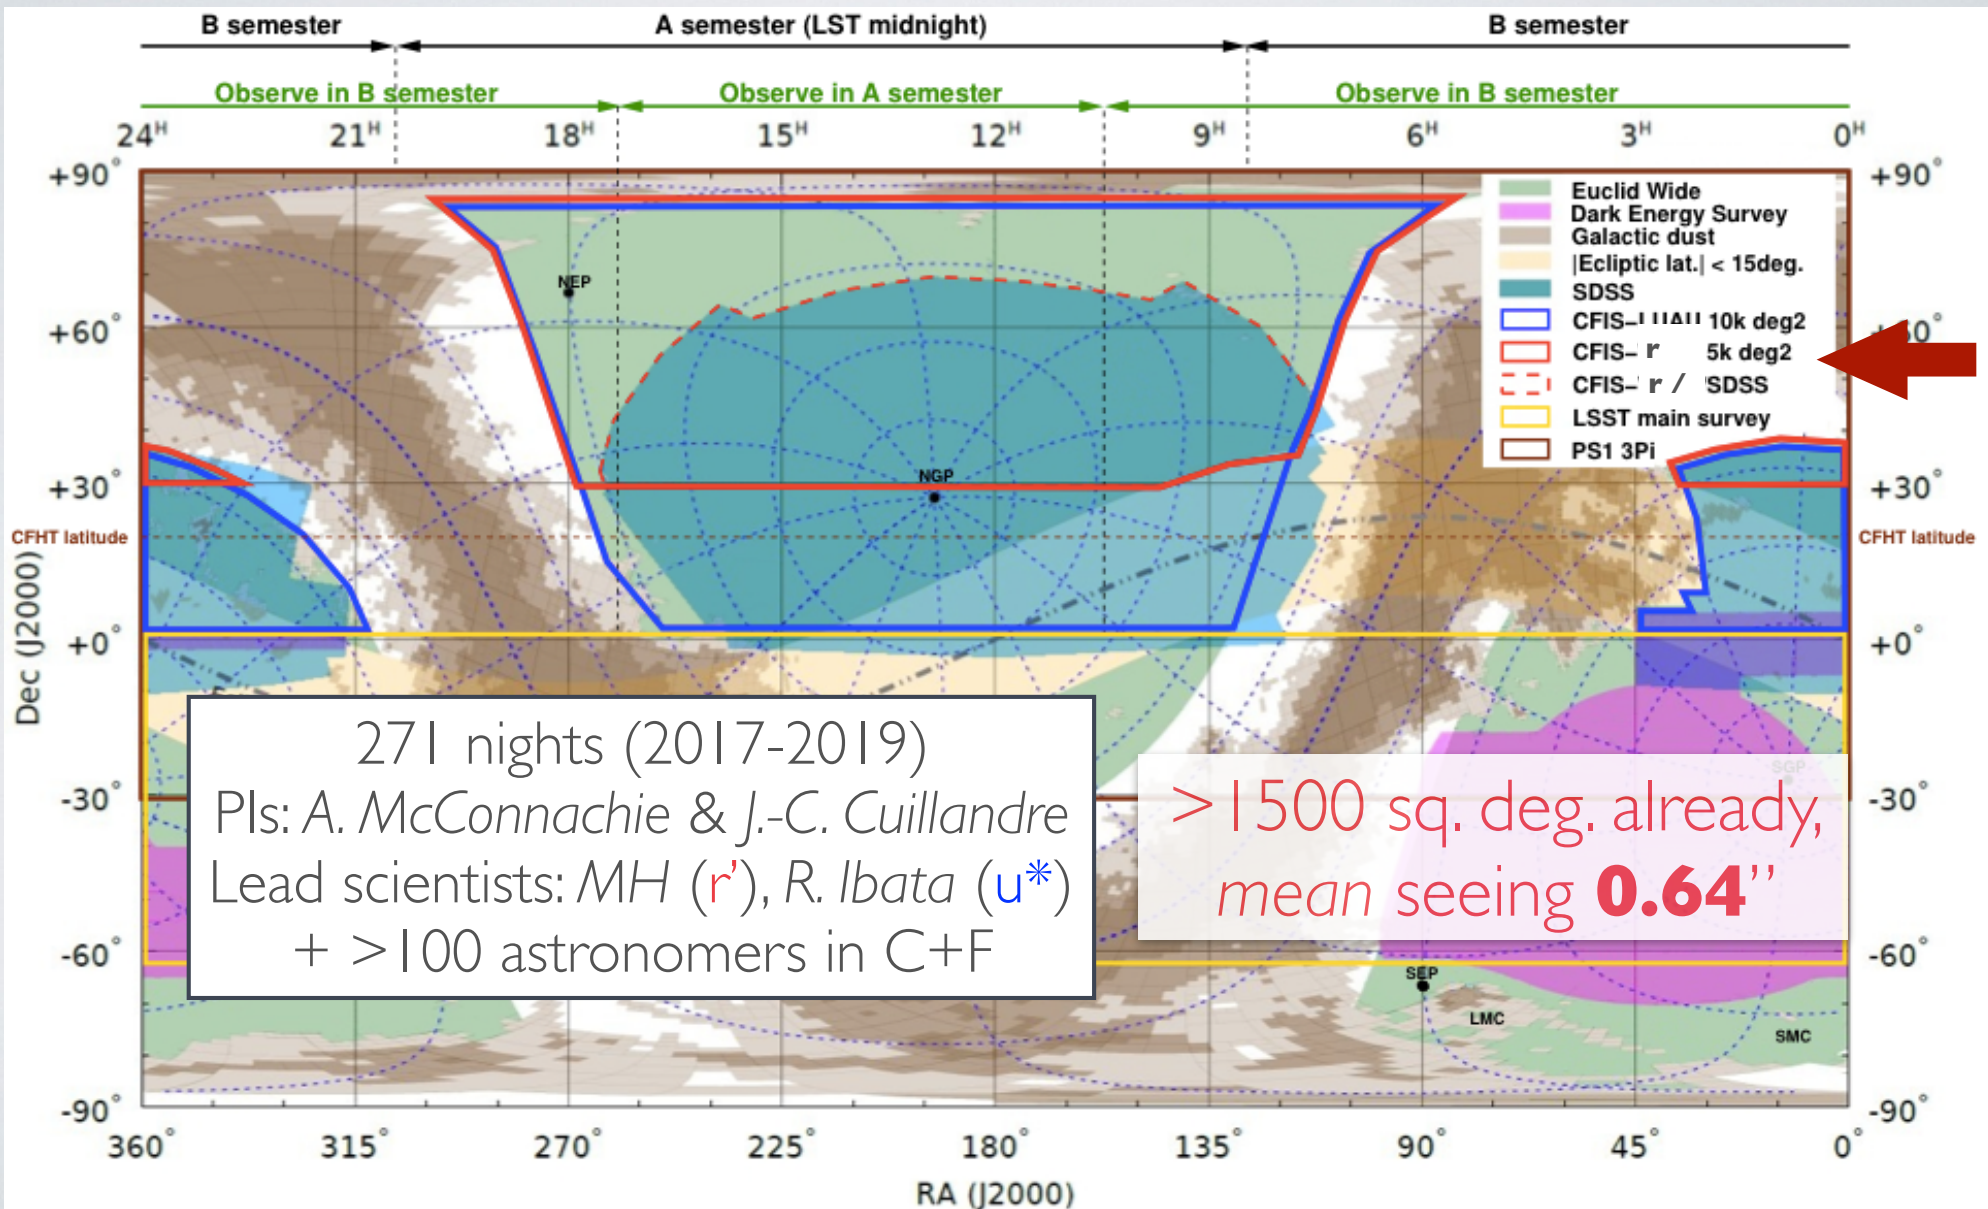 B semester A semester (LST midnight) B semester
Observe in B semester Observe in A semester Observe in B semester
24H 21H 18H 15H 12H 9H 6H 3H 0H
+90° +90°
Euclid Wide
Dark Energy Survey
Galactic dust
|Ecliptic lat.| < 15deg.
SDSS
CFIS-LUAU 10k deg2
CFIS- r 5k deg2
CFIS- r / SDSS
LSST main survey
PS1 3Pi
NEP
+60°
NGP
+30° +30°
CFHT latitude CFHT latitude
Dec (J2000)
+0° +0°
271 nights (2017-2019)
PIs: A. McConnachie & J.-C. Cuillandre
Lead scientists: MH (r’), R. Ibata (u*)
+ >100 astronomers in C+F
SGP
>1500 sq. deg. already,
mean seeing 0.64’’
-30° -30°
-60° -60°
SEP
LMC
SMC
-90° -90°
360° 315° 270° 225° 180° 135° 90° 45° 0°
RA (J2000)